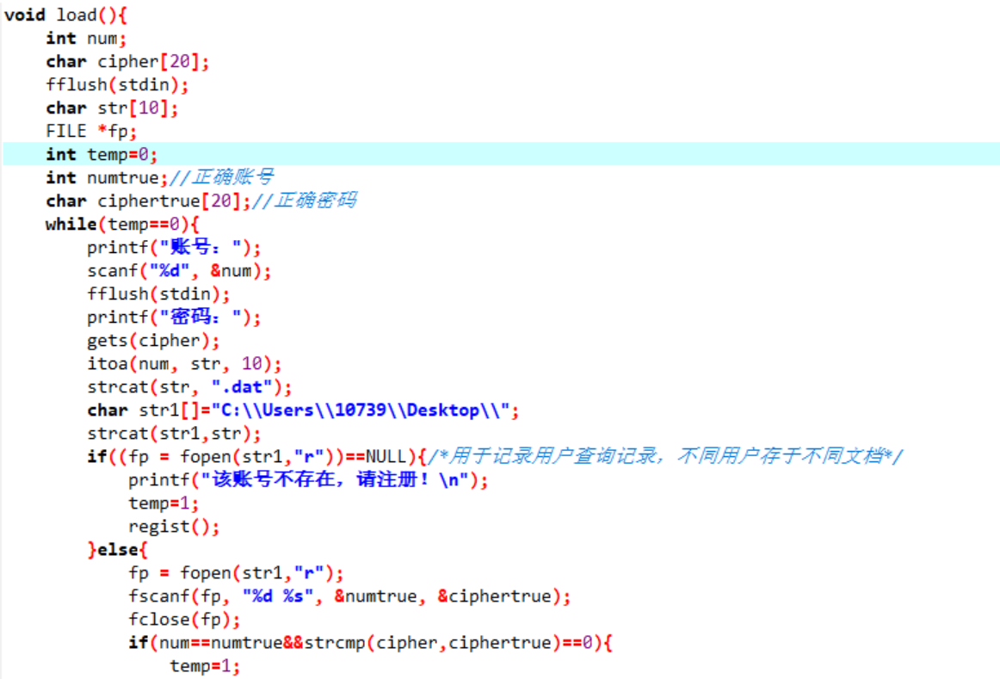 void load(){
    int num;
    char cipher[20];
    fflush(stdin);
    char str[10];
    FILE *fp;
    int temp=0;
    int numtrue;//正确账号
    char ciphertrue[20];//正确密码
    while(temp==0){
        printf("账号：");
        scanf("%d", &num);
        fflush(stdin);
        printf("密码：");
        gets(cipher);
        itoa(num, str, 10);
        strcat(str, ".dat");
        char str1[]="C:\\Users\\10739\\Desktop\\";
        strcat(str1,str);
        if((fp = fopen(str1,"r"))==NULL){/*用于记录用户查询记录，不同用户存于不同文档*/
            printf("该账号不存在，请注册！\n");
            temp=1;
            regist();
        }else{
            fp = fopen(str1,"r");
            fscanf(fp, "%d %s", &numtrue, &ciphertrue);
            fclose(fp);
            if(num==numtrue&&strcmp(cipher,ciphertrue)==0){
                temp=1;